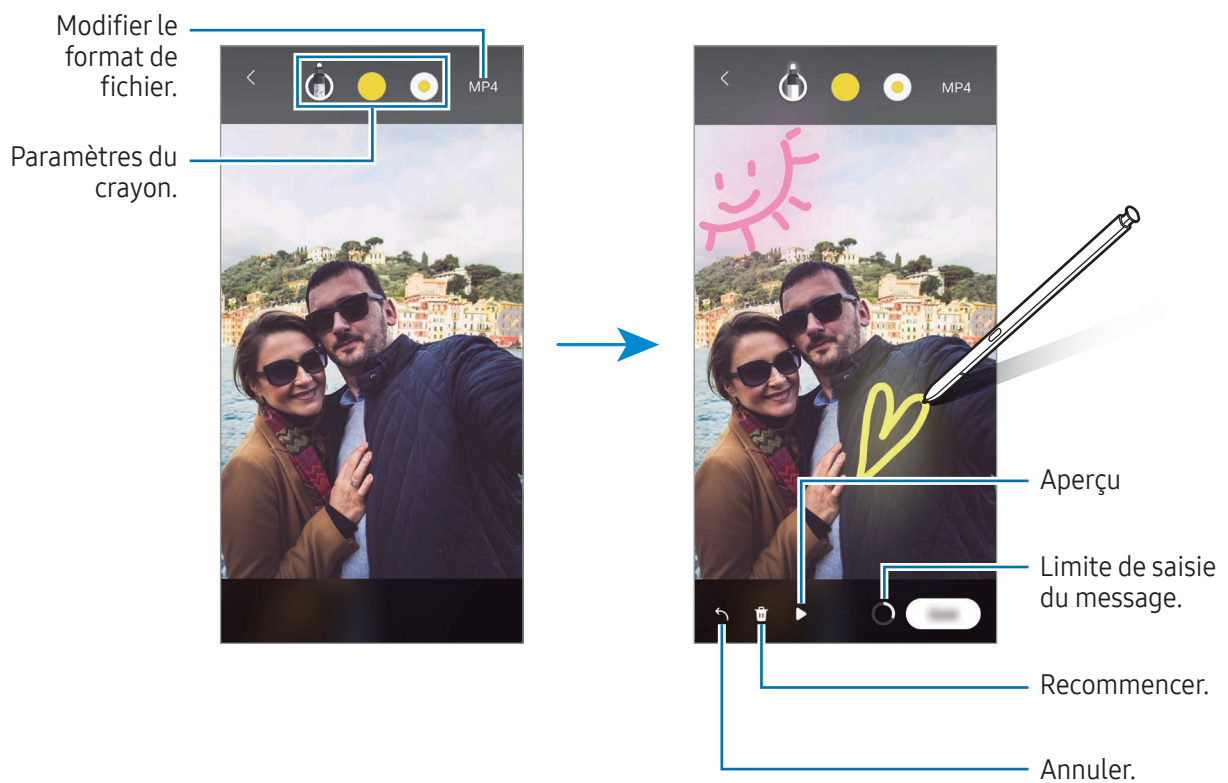 Modifier le
format de
fichier.
MP4
Paramètres du
crayon.
MP4
Aperçu
Limite de saisie
du message.
Recommencer.
Annuler.